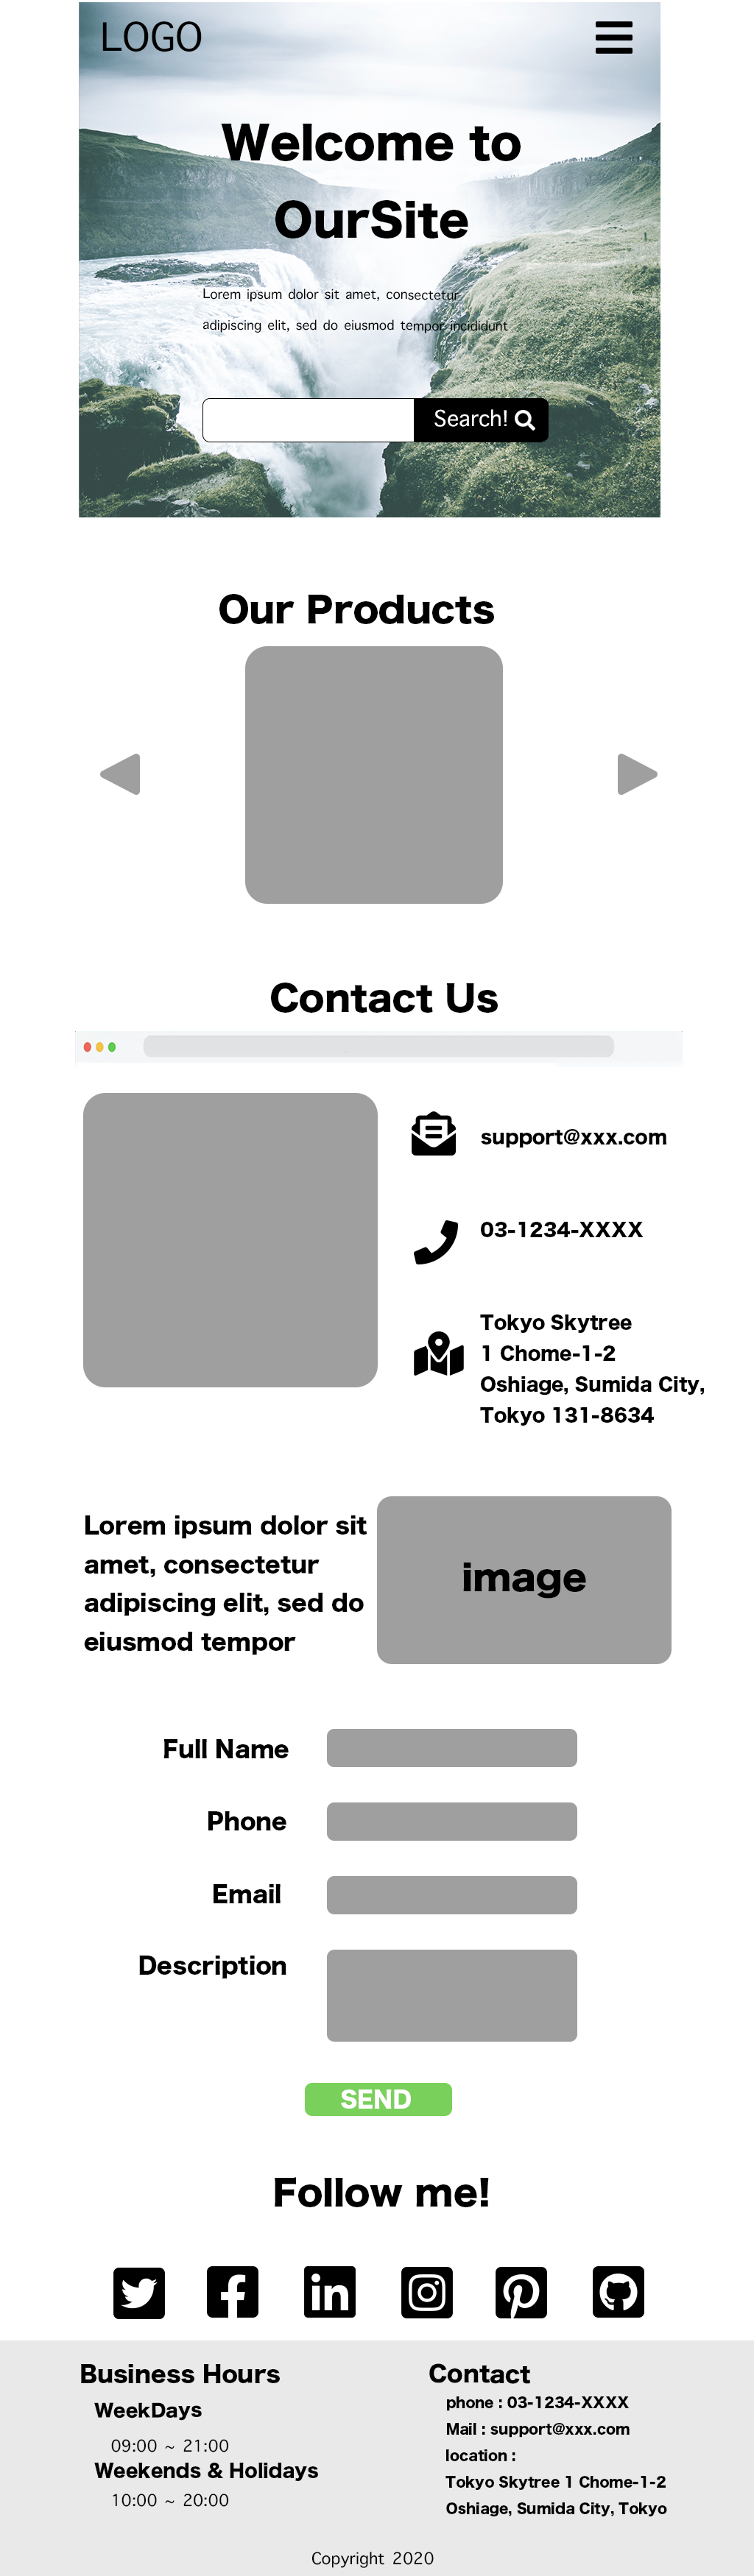 LOGO
Welcome to
OurSite
Lorem ipsum dolor sit amet, consectetur
adipiscing elit, sed do eiusmod tempor incididunt
Search!
Our Products
Contact Us
support@xxx.com
03-1234-XXXX
Tokyo Skytree
1 Chome-1-2
Oshiage, Sumida City,
Tokyo 131-8634
Lorem ipsum dolor sit
amet, consectetur
adipiscing elit, sed do
eiusmod tempor
image
Full Name
Phone
Email
Description
SEND
Follow me!
Business Hours
WeekDays
09:00 ~ 21:00
Weekends & Holidays
10:00 ~ 20:00
Contact
phone : 03-1234-XXXX
Mail : support@xxx.com
location :
Tokyo Skytree 1 Chome-1-2
Oshiage, Sumida City, Tokyo
Copyright 2020